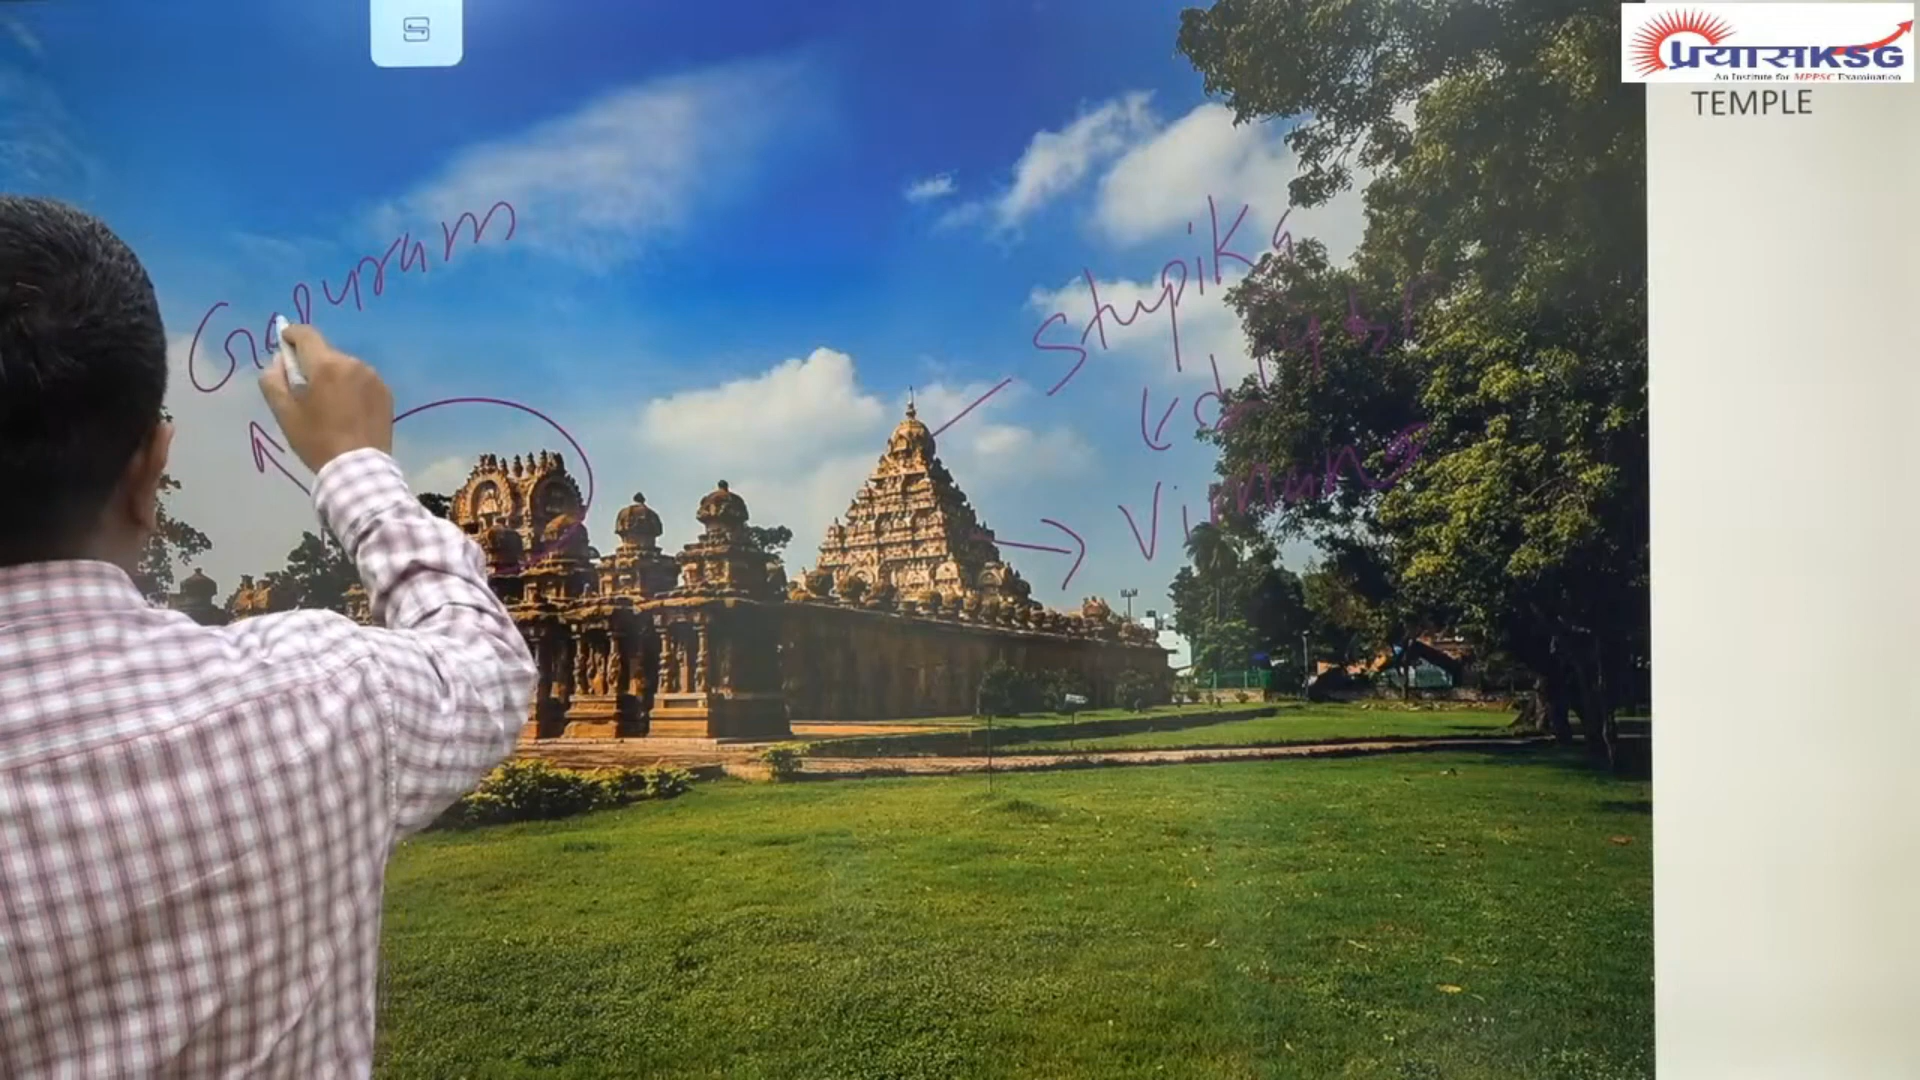 प्रयासKSG
An Institute for MPPSC Examination
TEMPLE
Gopuram
Stupika
Vimana